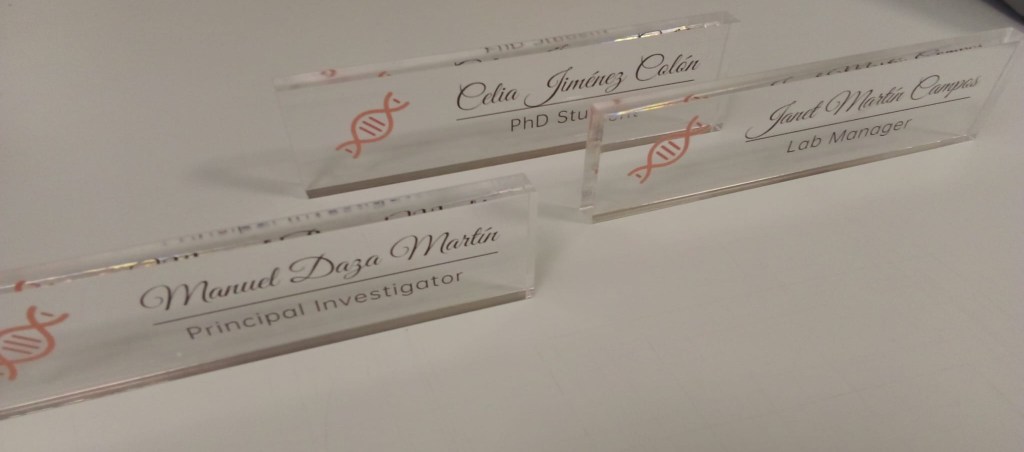 Celia Jiménez Colón
PhD Student
Janet Martín Campos
Lab Manager
Manuel Daza Martín
Principal Investigator